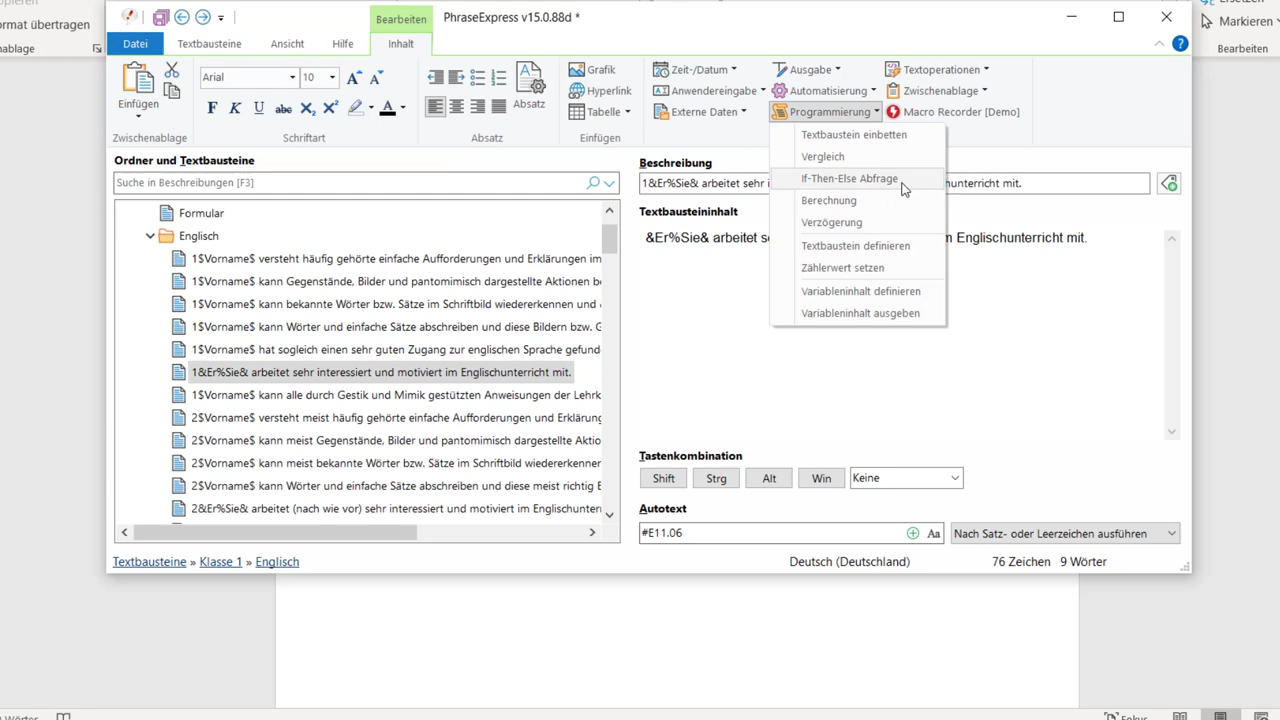 Ersetzen
Format übertragen
Markieren
Bearbeiten
Bearbeiten
PhraseExpress v15.0.88d *
Datei
Textbausteine
Ansicht
Hilfe
Inhalt
Einfügen
Zwischenablage
Arial
10
F K U abc X₂ X²
Schriftart
Absatz
Absatz
Grafik
Hyperlink
Tabelle
Einfügen
Zeit-/Datum
Anwendereingabe
Externe Daten
Ausgabe
Automatisierung
Programmierung
Textoperationen
Zwischenablage
Macro Recorder [Demo]
Textbaustein einbetten
Vergleich
If-Then-Else Abfrage
Berechnung
Verzögerung
Textbaustein definieren
Zählerwert setzen
Variableninhalt definieren
Variableninhalt ausgeben
Ordner und Textbausteine
Suche in Beschreibungen [F3]
Formular
Englisch
1$Vorname$ versteht häufig gehörte einfache Aufforderungen und Erklärungen im
1$Vorname$ kann Gegenstände, Bilder und pantomimisch dargestellte Aktionen be
1$Vorname$ kann bekannte Wörter bzw. Sätze im Schriftbild wiedererkennen und
1$Vorname$ kann Wörter und einfache Sätze abschreiben und diese Bildern bzw. G
1$Vorname$ hat sogleich einen sehr guten Zugang zur englischen Sprache gefund
1&Er%Sie& arbeitet sehr interessiert und motiviert im Englischunterricht mit.
1$Vorname$ kann alle durch Gestik und Mimik gestützten Anweisungen der Lehrk
2$Vorname$ versteht meist häufig gehörte einfache Aufforderungen und Erklärung
2$Vorname$ kann meist Gegenstände, Bilder und pantomimisch dargestellte Aktion
2$Vorname$ kann meist bekannte Wörter bzw. Sätze im Schriftbild wiedererkennen
2$Vorname$ kann Wörter und einfache Sätze abschreiben und diese meist richtig B
2&Er%Sie& arbeitet (nach wie vor) sehr interessiert und motiviert im Englischunter
Beschreibung
1&Er%Sie& arbeitet sehr i hunterricht mit.
Textbausteininhalt
&Er%Sie& arbeitet se m Englischunterricht mit.
Tastenkombination
Shift
Strg
Alt
Win
Keine
Autotext
#E11.06
Aa
Nach Satz- oder Leerzeichen ausführen
Textbausteine » Klasse 1 » Englisch
Deutsch (Deutschland)
76 Zeichen
9 Wörter
Wörter
Fokus